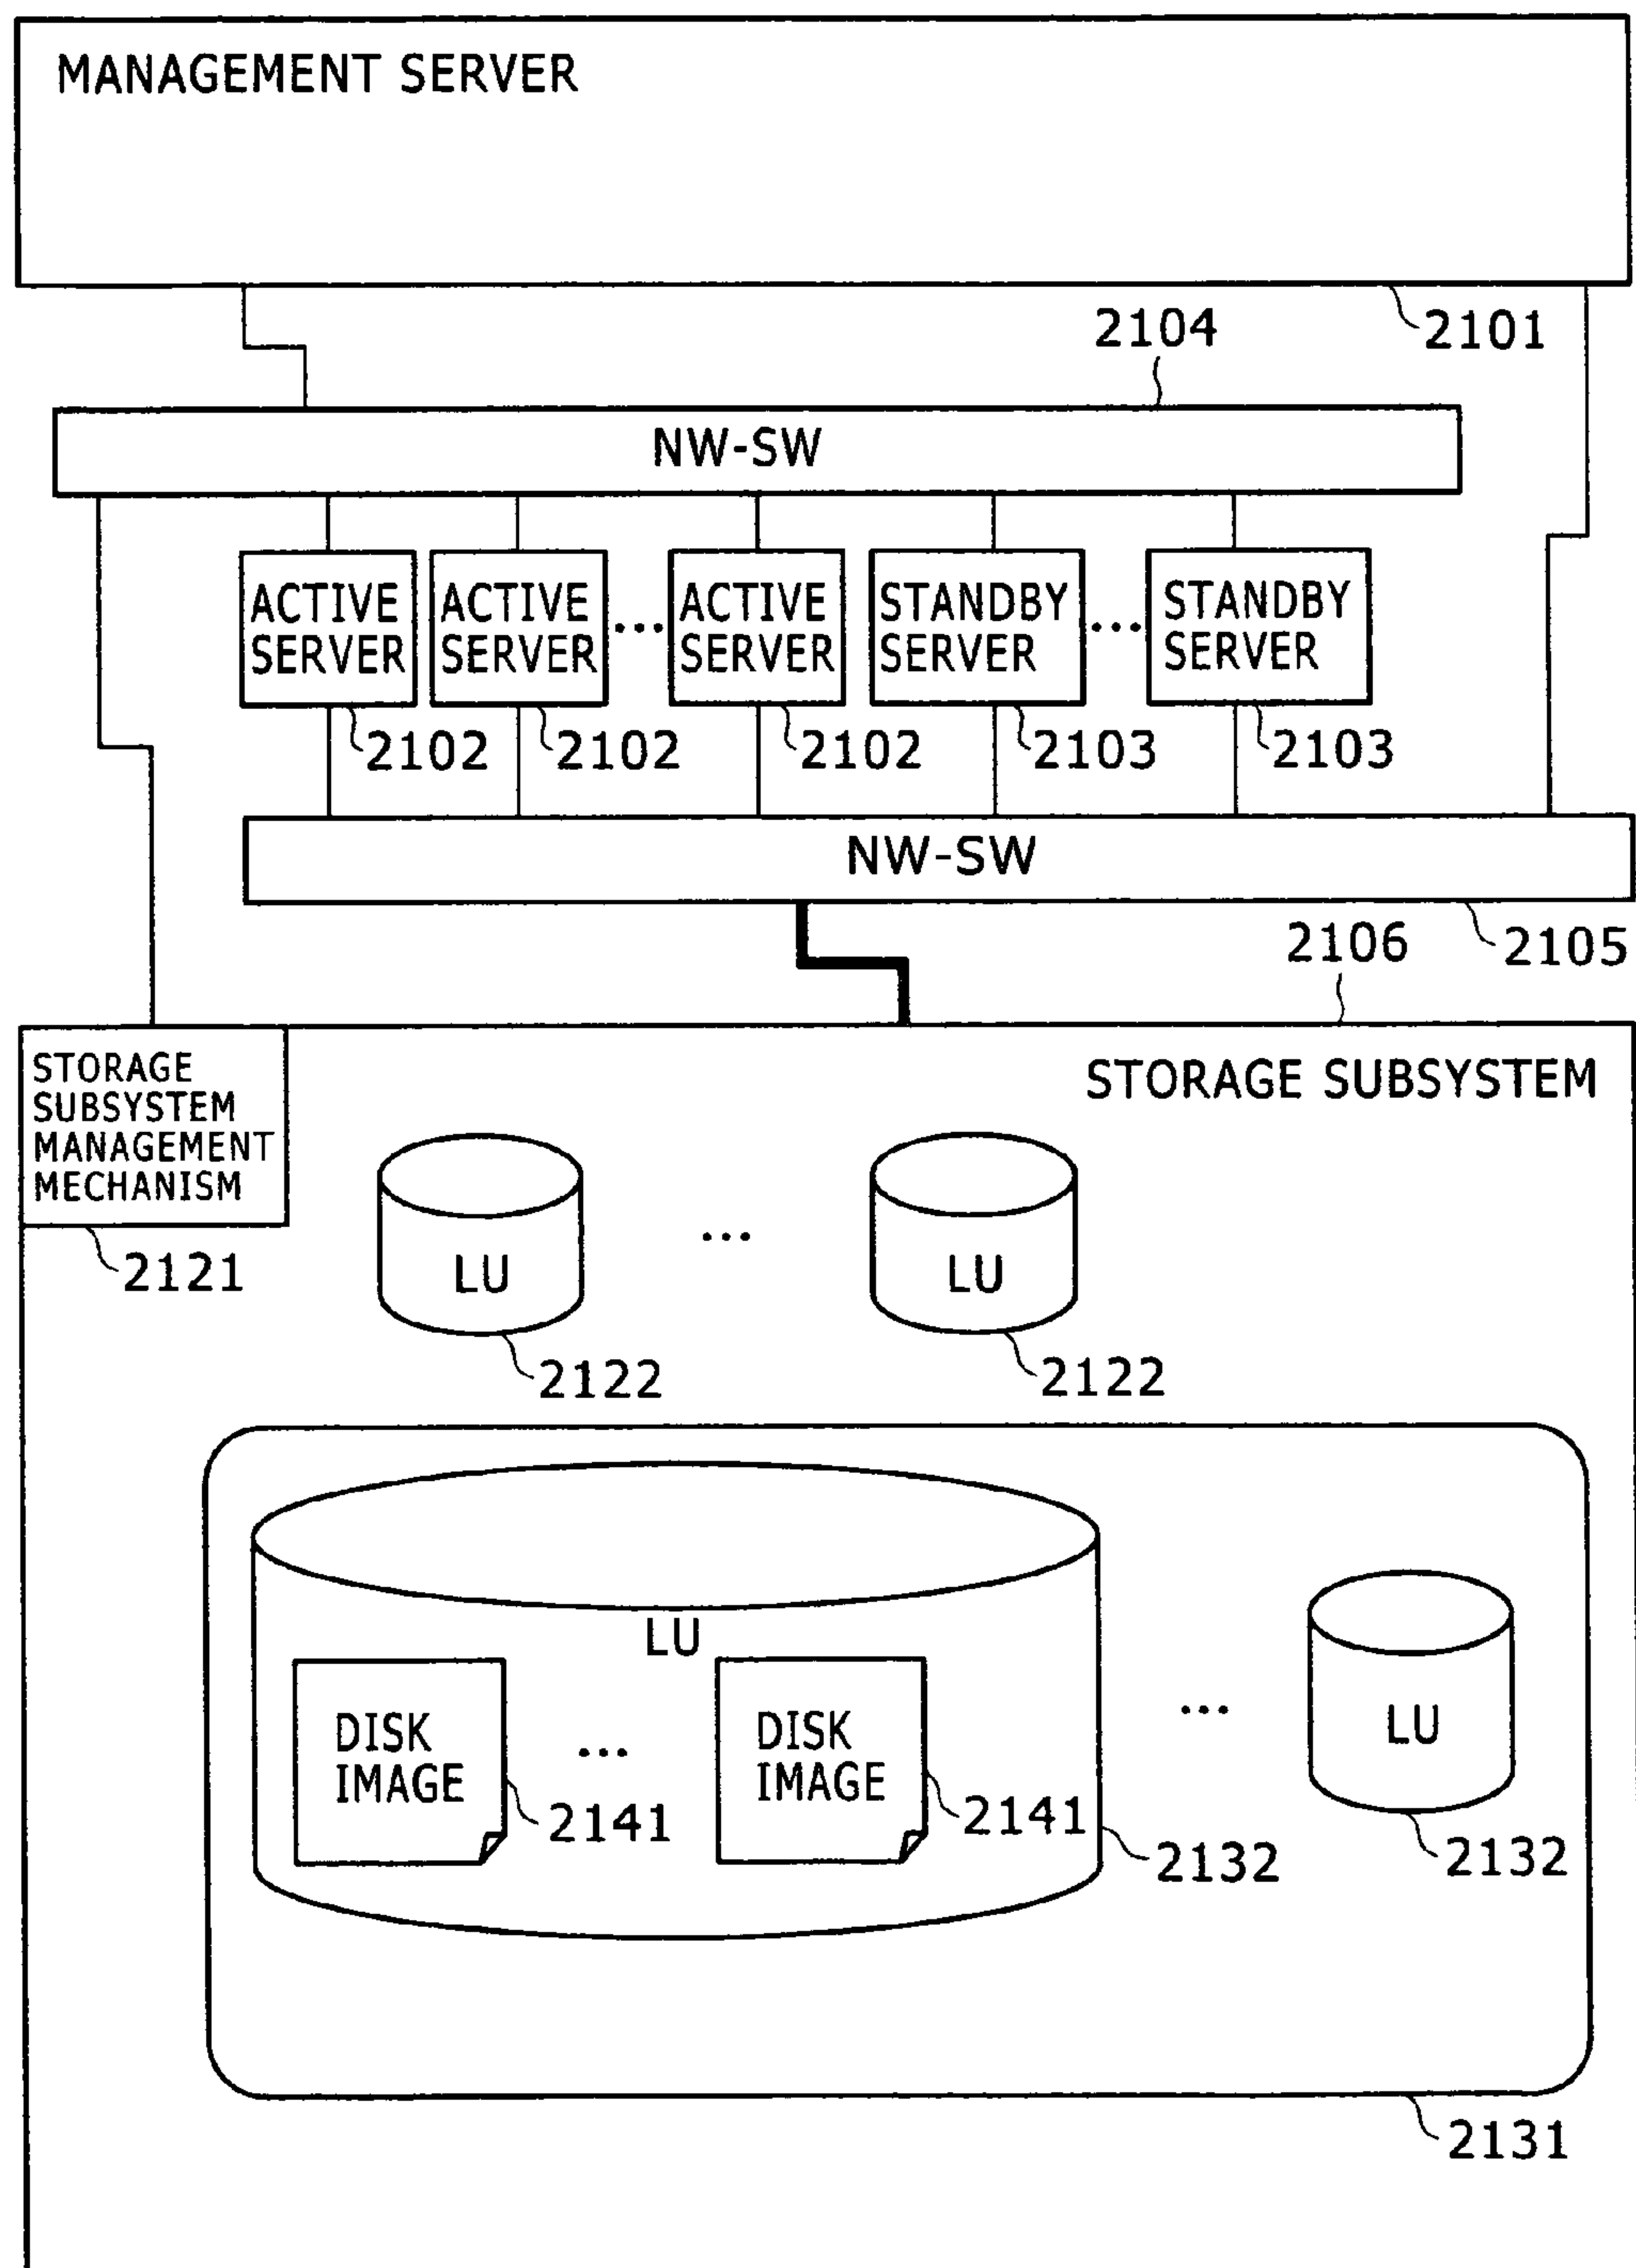 MANAGEMENT SERVER
2101
2104
NW-SW
ACTIVE
SERVER
ACTIVE
SERVER
...
ACTIVE
SERVER
STANDBY
SERVER
...
STANDBY
SERVER
2102
2102
2102
2103
2103
NW-SW
2105
2106
STORAGE
SUBSYSTEM
MANAGEMENT
MECHANISM
STORAGE SUBSYSTEM
2121
LU
...
LU
2122
2122
LU
DISK
IMAGE
...
DISK
IMAGE
...
LU
2141
2141
2132
2132
2131